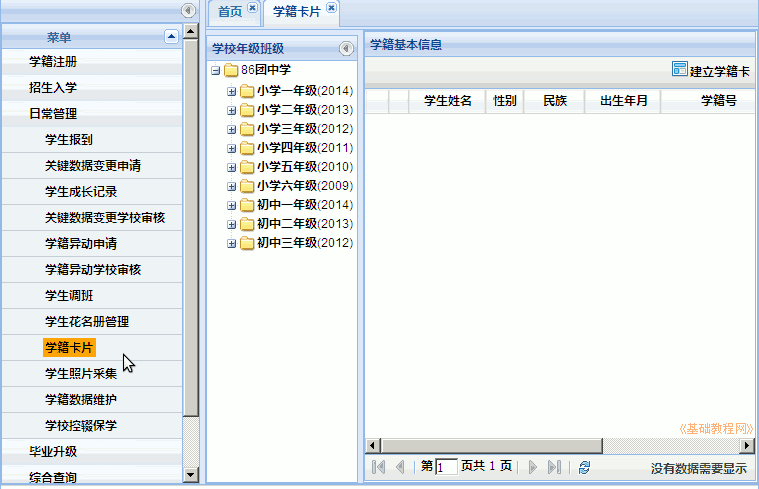 首页
学籍卡片
菜单
学籍注册
招生入学
日常管理
学生报到
关键数据变更申请
学生成长记录
关键数据变更学校审核
学籍异动申请
学籍异动学校审核
学生调班
学生花名册管理
学籍卡片
学生照片采集
学籍数据维护
学校控辍保学
毕业升级
综合查询
学校年级班级
86团中学
小学一年级(2014)
小学二年级(2013)
小学三年级(2012)
小学四年级(2011)
小学五年级(2010)
小学六年级(2009)
初中一年级(2014)
初中二年级(2013)
初中三年级(2012)
学籍基本信息
建立学籍卡
学生姓名 性别 民族 出生年月 学籍号
《基础教程网》
第 1 页共 1 页 没有数据需要显示